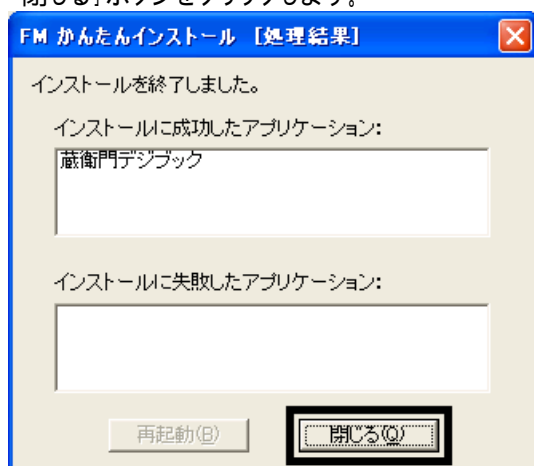 閉じる」ボタンをクリックします。
FM かんたんインストール [処理結果]
インストールを終了しました。
インストールに成功したアプリケーション:
蔵衛門デジブック
インストールに失敗したアプリケーション:
再起動(B)
閉じる(Q)